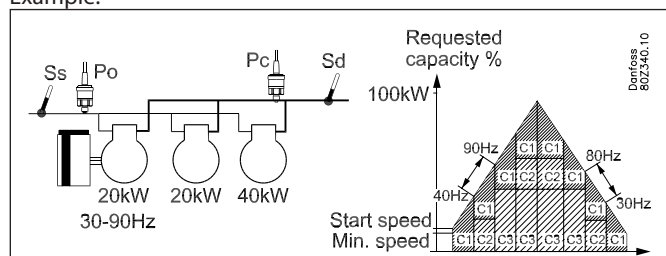 Example:
Ss
Po
Pc
Sd
20kW
20kW
40kW
30-90Hz
Requested
capacity %
100kW
90Hz
40Hz
80Hz
30Hz
Start speed
Min. speed
C1 C1
C1 C2 C2 C1
C1 C1
C1 C2 C3 C3 C3 C3 C2 C1
Danfoss
80Z340.10